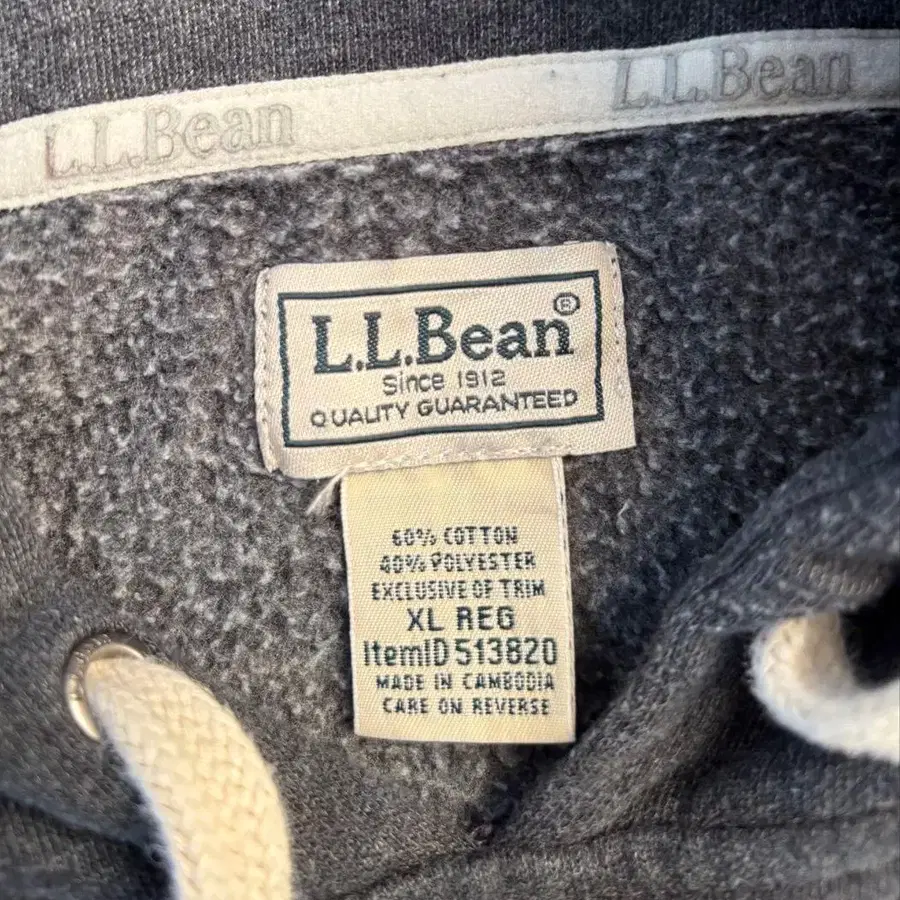 L.L.Bean
L.L.Bean
L.L.Bean®
Since 1912
QUALITY GUARANTEED
60% COTTON
40% POLYESTER
EXCLUSIVE OF TRIM
XL REG
ItemID 513820
MADE IN CAMBODIA
CARE ON REVERSE